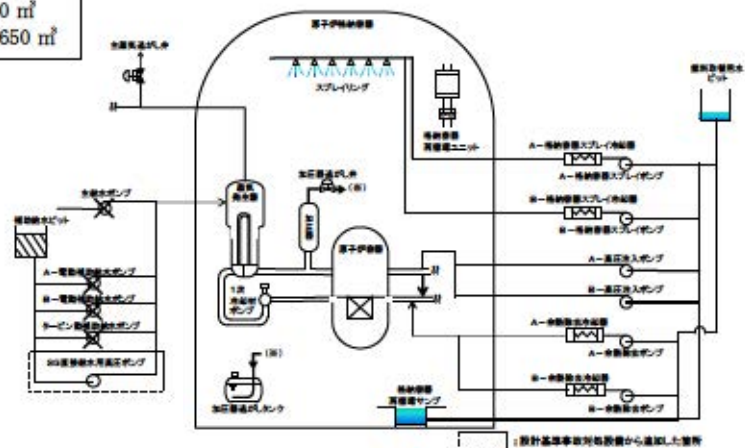 0 ㎥
650 ㎥
主蒸気逃がし弁
原子炉格納容器
スプレイリング
格納容器
再循環ユニット
燃料取替用水
ピット
A-格納容器スプレイ冷却器
A-格納容器スプレイポンプ
B-格納容器スプレイ冷却器
B-格納容器スプレイポンプ
加圧器逃がし弁
主給水ポンプ
蒸気
発生器
加圧器
原子炉容器
補助給水ピット
A-電動補助給水ポンプ
B-電動補助給水ポンプ
タービン動補助給水ポンプ
SG直接給水用高圧ポンプ
1次
冷却材
ポンプ
A-高圧注入ポンプ
B-高圧注入ポンプ
A-余熱除去冷却器
A-余熱除去ポンプ
B-余熱除去冷却器
B-余熱除去ポンプ
加圧器逃がしタンク
格納容器
再循環サンプ
:設計基準事故対処設備から追加した箇所